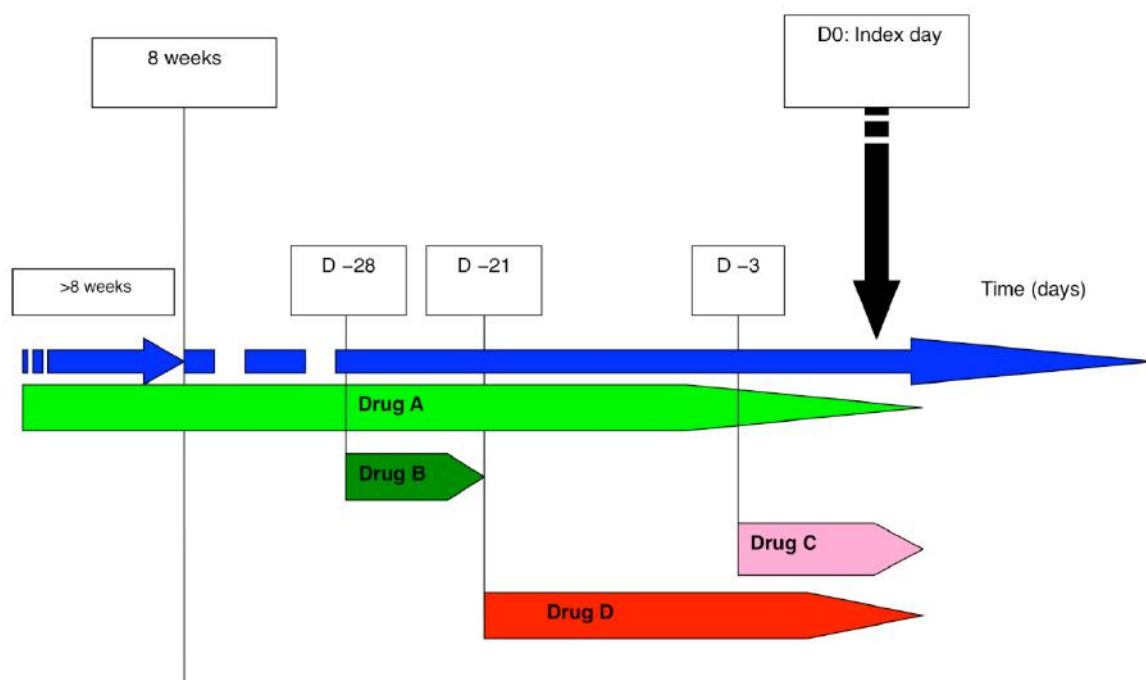 8 weeks
D0: Index day
D −28
D −21
D −3
>8 weeks
Time (days)
Drug A
Drug B
Drug C
Drug D